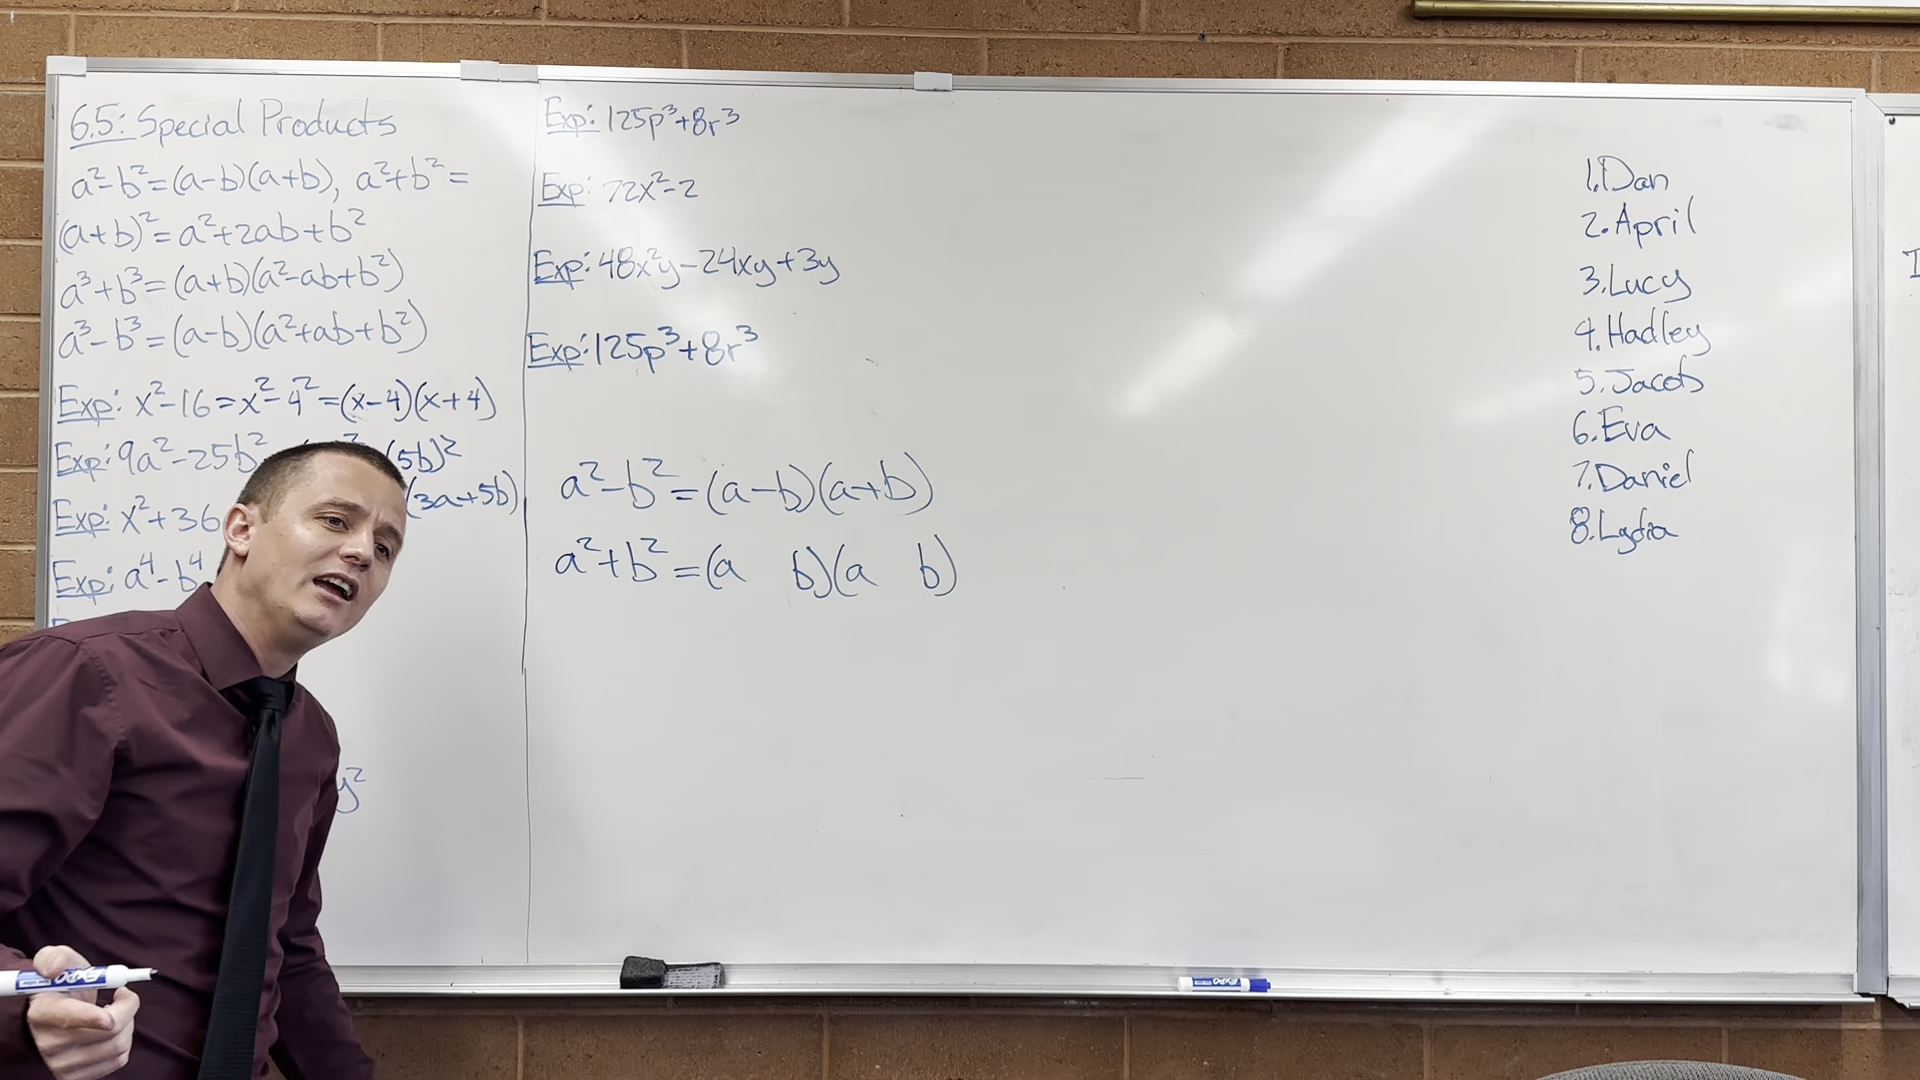 6.5: Special Products
a²-b²=(a-b)(a+b), a²+b²=
(a+b)²=a²+2ab+b²
a³+b³=(a+b)(a²-ab+b²)
a³-b³=(a-b)(a²+ab+b²)
Exp: x²-16=x²-4²=(x-4)(x+4)
Exp: 9a²-25b² (5b)²
(3a+5b)
Exp: x²+36
Exp: a⁴-b⁴
y²
Exp: 125p³+8r³
Exp: 72x²-2
Exp: 48x²y-24xy+3y
Exp: 125p³+8r³
a²-b²=(a-b)(a+b)
a²+b²=(a b)(a b)
1. Dan
2. April
3. Lucy
4. Hadley
5. Jacob
6. Eva
7. Daniel
8. Lydia
EXPO
EXPO